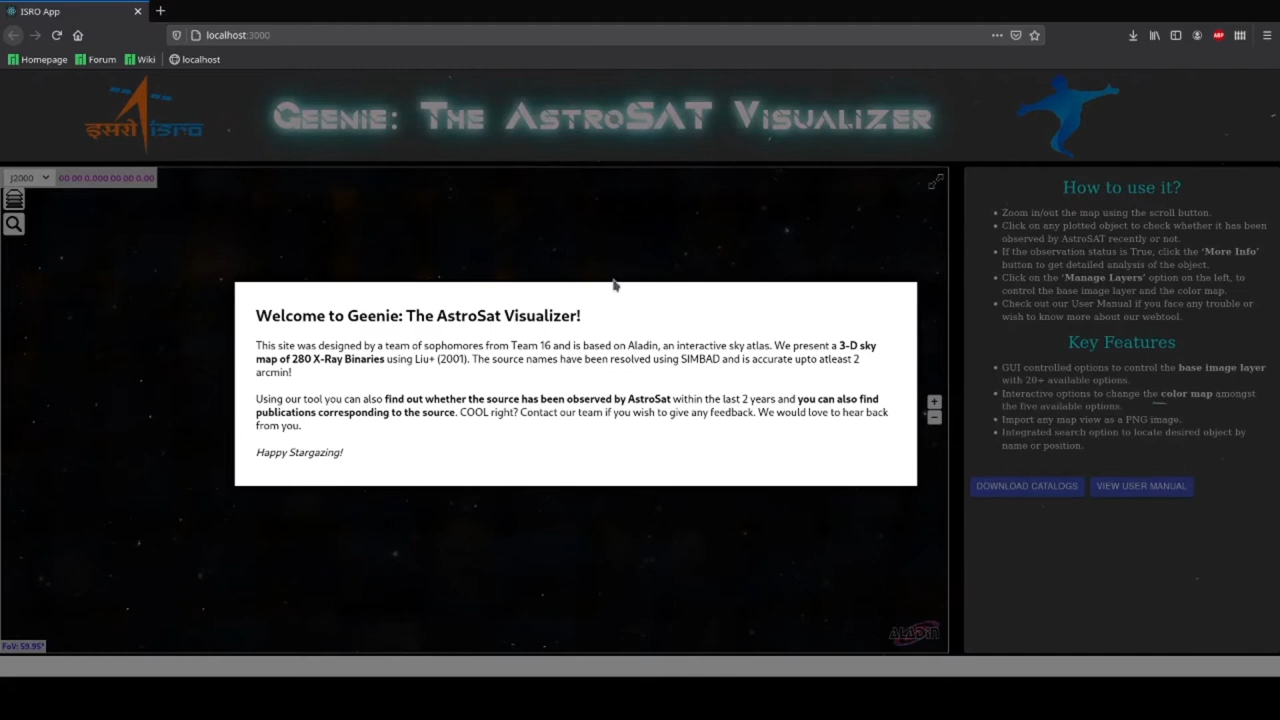 ISRO App
localhost:3000
Homepage Forum Wiki localhost
इसरो isro
Geenie: The AstroSAT Visualizer
J2000 00 00 0.000 00 00 0.00
Welcome to Geenie: The AstroSat Visualizer!
This site was designed by a team of sophomores from Team 16 and is based on Aladin, an interactive sky atlas. We present a 3-D sky
map of 280 X-Ray Binaries using Liu+ (2001). The source names have been resolved using SIMBAD and is accurate upto atleast 2
arcmin!
Using our tool you can also find out whether the source has been observed by AstroSat within the last 2 years and you can also find
publications corresponding to the source. COOL right? Contact our team if you wish to give any feedback. We would love to hear back
from you.
Happy Stargazing!
FoV: 59.95°
ALADIN
How to use it?
• Zoom in/out the map using the scroll button.
• Click on any plotted object to check whether it has been
observed by AstroSAT recently or not.
• If the observation status is True, click the 'More Info'
button to get detailed analysis of the object.
• Click on the 'Manage Layers' option on the left, to
control the base image layer and the color map.
• Check out our User Manual if you face any trouble or
wish to know more about our webtool.
Key Features
• GUI controlled options to control the base image layer
with 20+ available options.
• Interactive options to change the color map amongst
the five available options.
• Import any map view as a PNG image.
• Integrated search option to locate desired object by
name or position.
DOWNLOAD CATALOGS VIEW USER MANUAL